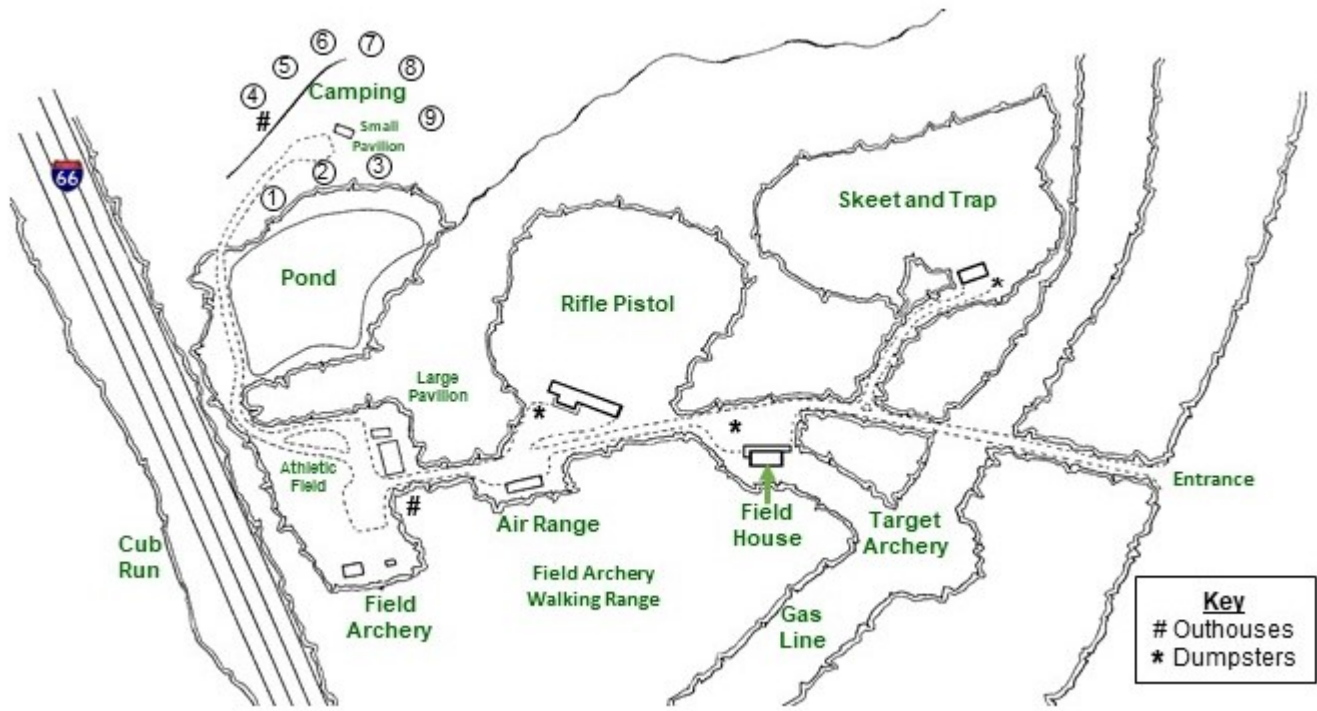 6
7
5
8
4
Camping
#
9
Small
Pavilion
2
3
1
66
Skeet and Trap
Pond
*
Rifle Pistol
Large
Pavilion
*
*
Athletic
Field
Entrance
#
Air Range
Field
House
Target
Archery
Cub
Run
Field Archery
Walking Range
Field
Archery
Gas
Line
Key
# Outhouses
* Dumpsters